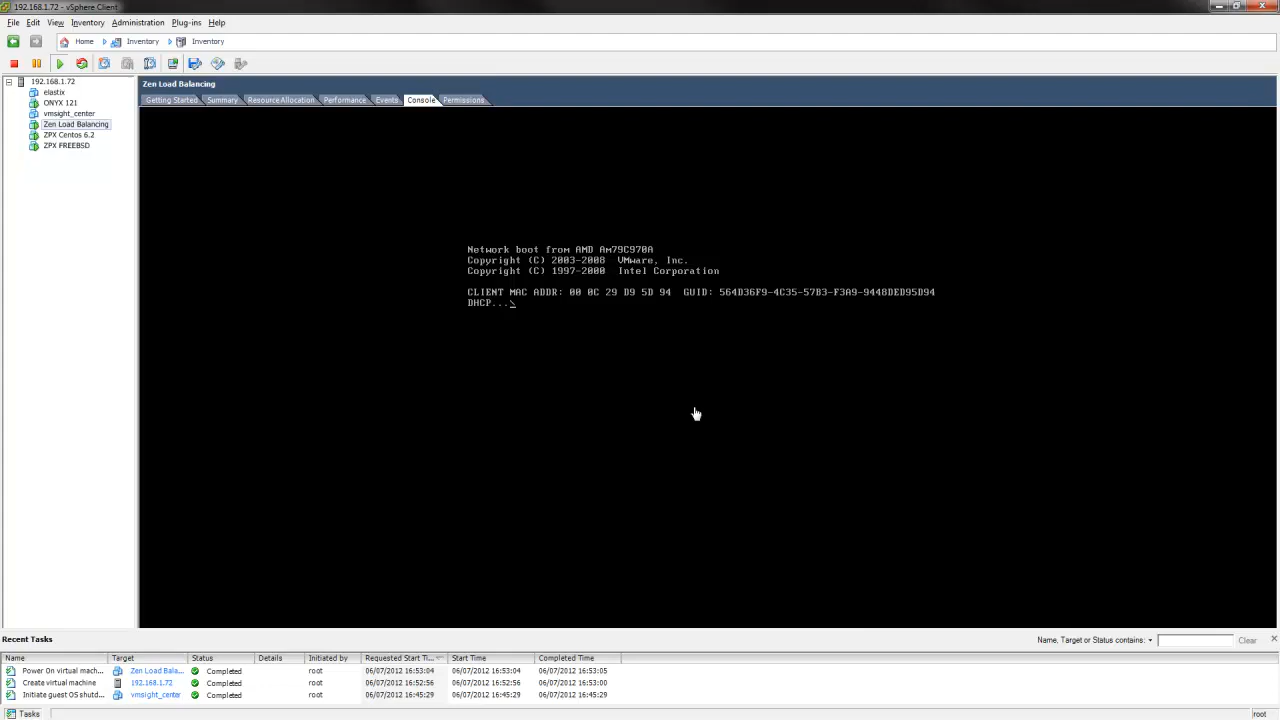 192.168.1.72 - vSphere Client
File Edit View Inventory Administration Plug-ins Help
Home Inventory Inventory
192.168.1.72
elastix
ONYX 121
vmsight_center
Zen Load Balancing
ZPX Centos 6.2
ZPX FREEBSD
Zen Load Balancing
Getting Started Summary Resource Allocation Performance Events Console Permissions
Network boot from AMD Am79C970A
Copyright (C) 2003-2008 VMware, Inc.
Copyright (C) 1997-2000 Intel Corporation
CLIENT MAC ADDR: 00 0C 29 D9 5D 94 GUID: 564D36F9-4C35-57B3-F3A9-9448DED95D94
DHCP...\
Recent Tasks
Name, Target or Status contains: Clear
Name Target Status Details Initiated by Requested Start Ti... Start Time Completed Time
Power On virtual mach... Zen Load Bala... Completed root 06/07/2012 16:53:04 06/07/2012 16:53:04 06/07/2012 16:53:05
Create virtual machine 192.168.1.72 Completed root 06/07/2012 16:52:56 06/07/2012 16:52:56 06/07/2012 16:53:00
Initiate guest OS shutd... vmsight_center Completed root 06/07/2012 16:45:29 06/07/2012 16:45:29 06/07/2012 16:45:29
Tasks root